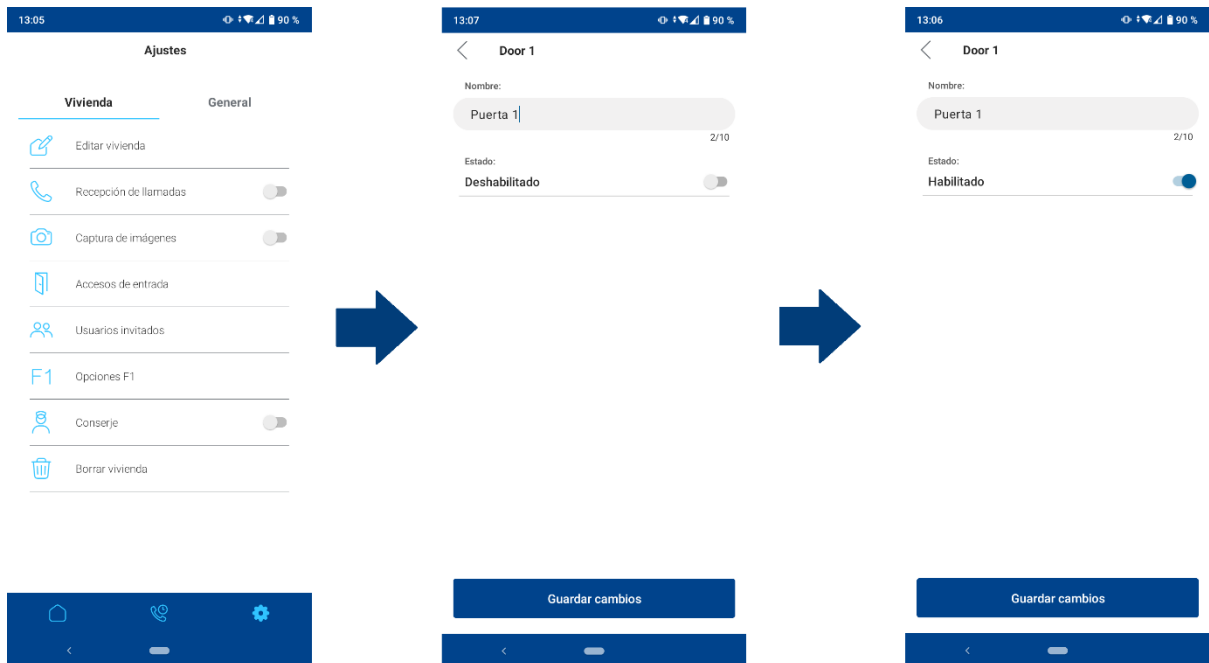 13:05 90 %
Ajustes
Vivienda General
Editar vivienda
Recepción de llamadas
Captura de imágenes
Accesos de entrada
Usuarios invitados
F1 Opciones F1
Conserje
Borrar vivienda
13:07 90 %
Door 1
Nombre:
Puerta 1
2/10
Estado:
Deshabilitado
Guardar cambios
13:06 90 %
Door 1
Nombre:
Puerta 1
2/10
Estado:
Habilitado
Guardar cambios